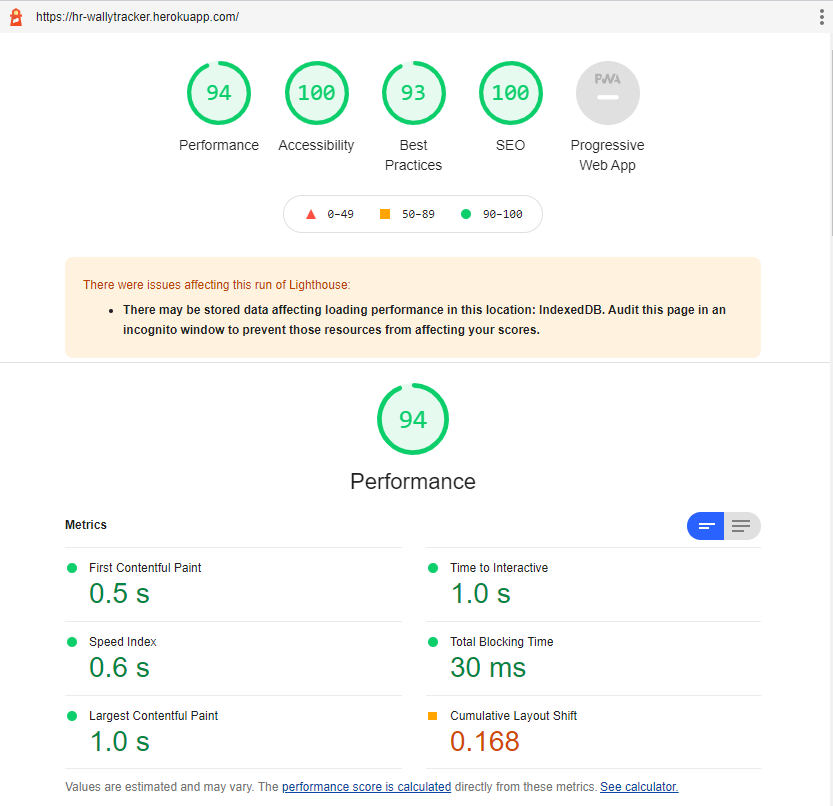 https://hr-wallytracker.herokuapp.com/
94 100 93 100 PWA
Performance Accessibility Best Practices SEO Progressive Web App
0–49 50–89 90–100
There were issues affecting this run of Lighthouse:
• There may be stored data affecting loading performance in this location: IndexedDB. Audit this page in an
incognito window to prevent those resources from affecting your scores.
94
Performance
Metrics
First Contentful Paint
0.5 s
Time to Interactive
1.0 s
Speed Index
0.6 s
Total Blocking Time
30 ms
Largest Contentful Paint
1.0 s
Cumulative Layout Shift
0.168
Values are estimated and may vary. The performance score is calculated directly from these metrics. See calculator.